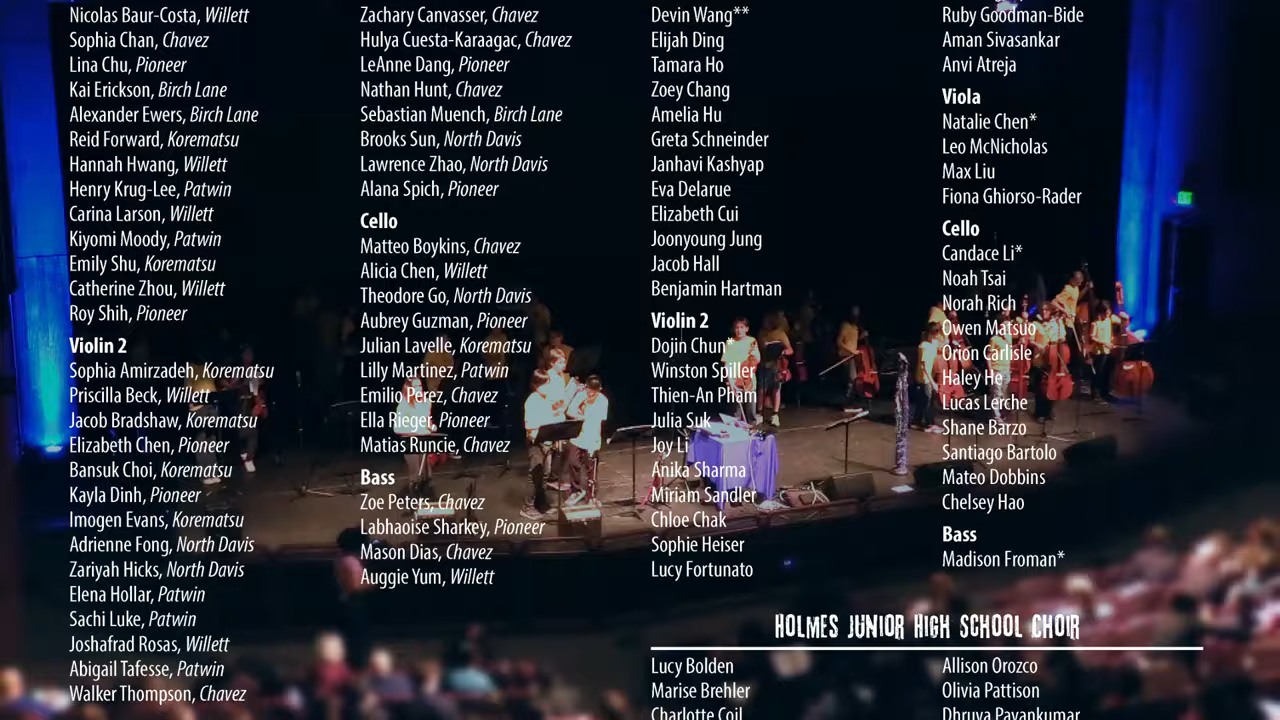 Nicolas Baur-Costa, Willett
Sophia Chan, Chavez
Lina Chu, Pioneer
Kai Erickson, Birch Lane
Alexander Ewers, Birch Lane
Reid Forward, Korematsu
Hannah Hwang, Willett
Henry Krug-Lee, Patwin
Carina Larson, Willett
Kiyomi Moody, Patwin
Emily Shu, Korematsu
Catherine Zhou, Willett
Roy Shih, Pioneer
Violin 2
Sophia Amirzadeh, Korematsu
Priscilla Beck, Willett
Jacob Bradshaw, Korematsu
Elizabeth Chen, Pioneer
Bansuk Choi, Korematsu
Kayla Dinh, Pioneer
Imogen Evans, Korematsu
Adrienne Fong, North Davis
Zariyah Hicks, North Davis
Elena Hollar, Patwin
Sachi Luke, Patwin
Joshafrad Rosas, Willett
Abigail Tafesse, Patwin
Walker Thompson, Chavez
Zachary Canvasser, Chavez
Hulya Cuesta-Karaagac, Chavez
LeAnne Dang, Pioneer
Nathan Hunt, Chavez
Sebastian Muench, Birch Lane
Brooks Sun, North Davis
Lawrence Zhao, North Davis
Alana Spich, Pioneer
Cello
Matteo Boykins, Chavez
Alicia Chen, Willett
Theodore Go, North Davis
Aubrey Guzman, Pioneer
Julian Lavelle, Korematsu
Lilly Martinez, Patwin
Emilio Perez, Chavez
Ella Rieger, Pioneer
Matias Runcie, Chavez
Bass
Zoe Peters, Chavez
Labhaoise Sharkey, Pioneer
Mason Dias, Chavez
Auggie Yum, Willett
Devin Wang**
Elijah Ding
Tamara Ho
Zoey Chang
Amelia Hu
Greta Schneinder
Janhavi Kashyap
Eva Delarue
Elizabeth Cui
Joonyoung Jung
Jacob Hall
Benjamin Hartman
Violin 2
Dojin Chun*
Winston Spiller
Thien-An Pham
Julia Suk
Joy Li
Anika Sharma
Miriam Sandler
Chloe Chak
Sophie Heiser
Lucy Fortunato
Ruby Goodman-Bide
Aman Sivasankar
Anvi Atreja
Viola
Natalie Chen*
Leo McNicholas
Max Liu
Fiona Ghiorso-Rader
Cello
Candace Li*
Noah Tsai
Norah Rich
Owen Matsuo
Orion Carlisle
Haley He
Lucas Lerche
Shane Barzo
Santiago Bartolo
Mateo Dobbins
Chelsey Hao
Bass
Madison Froman*
HOLMES JUNIOR HIGH SCHOOL CHOIR
Lucy Bolden
Marise Brehler
Charlotte Coil
Allison Orozco
Olivia Pattison
Dhruva Pavankumar